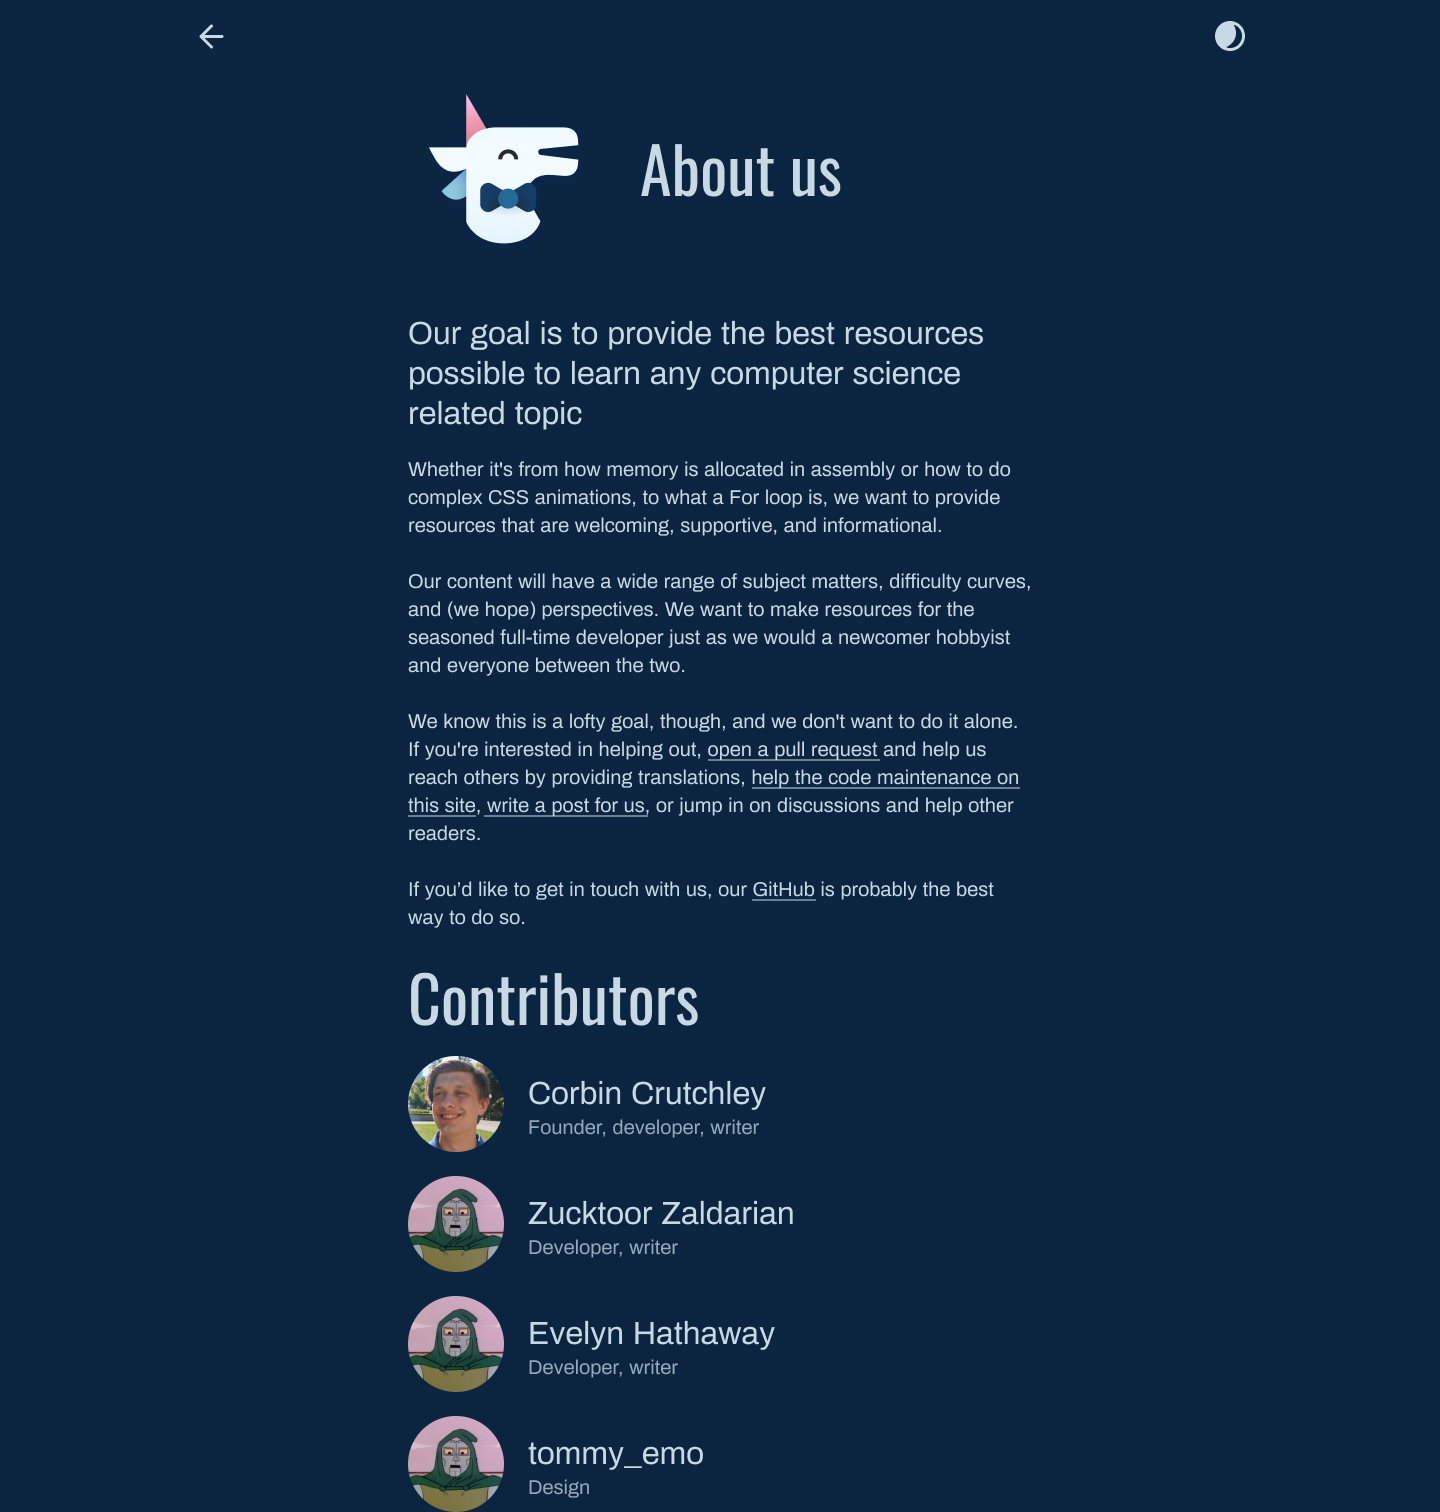 About us
Our goal is to provide the best resources
possible to learn any computer science
related topic
Whether it's from how memory is allocated in assembly or how to do
complex CSS animations, to what a For loop is, we want to provide
resources that are welcoming, supportive, and informational.
Our content will have a wide range of subject matters, difficulty curves,
and (we hope) perspectives. We want to make resources for the
seasoned full-time developer just as we would a newcomer hobbyist
and everyone between the two.
We know this is a lofty goal, though, and we don't want to do it alone.
If you're interested in helping out, open a pull request and help us
reach others by providing translations, help the code maintenance on
this site, write a post for us, or jump in on discussions and help other
readers.
If you’d like to get in touch with us, our GitHub is probably the best
way to do so.
Contributors
Corbin Crutchley
Founder, developer, writer
Zucktoor Zaldarian
Developer, writer
Evelyn Hathaway
Developer, writer
tommy_emo
Design